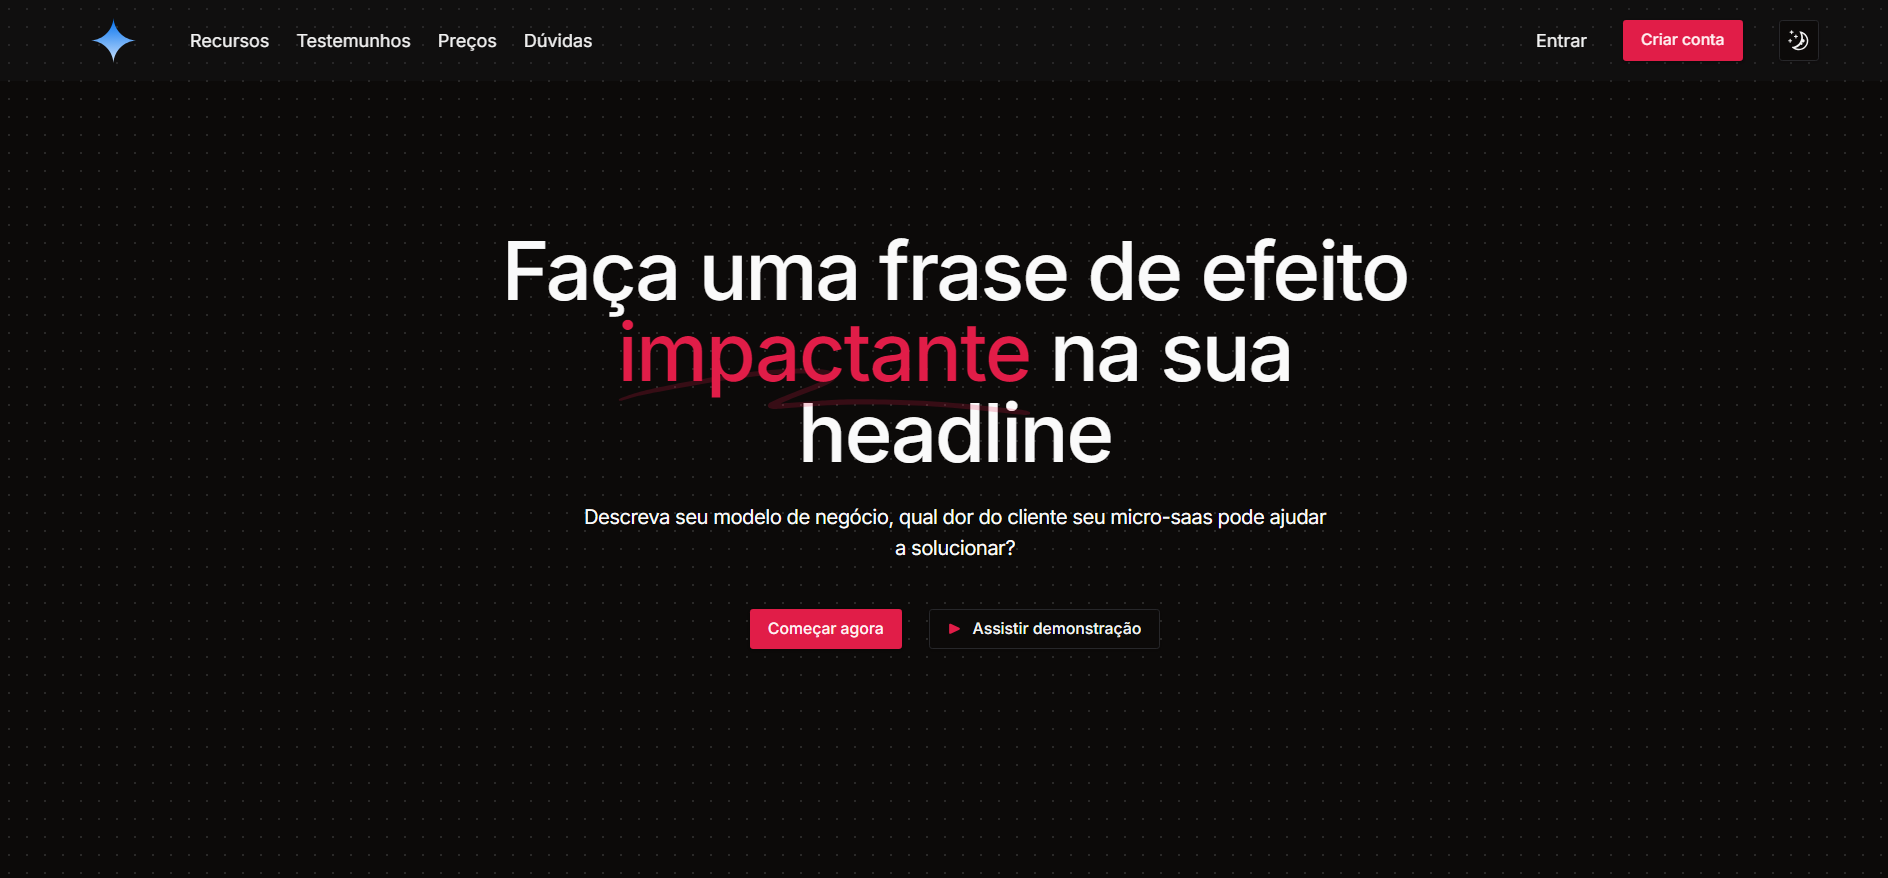 Recursos Testemunhos Preços Dúvidas Entrar Criar conta
Faça uma frase de efeito
impactante na sua
headline
Descreva seu modelo de negócio, qual dor do cliente seu micro-saas pode ajudar
a solucionar?
Começar agora Assistir demonstração